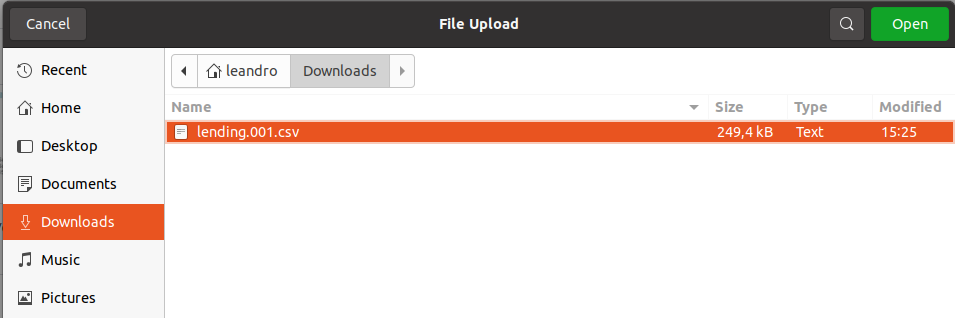 Cancel File Upload Open
Recent
Home
Desktop
Documents
Downloads
Music
Pictures
leandro Downloads
Name Size Type Modified
lending.001.csv 249,4 kB Text 15:25